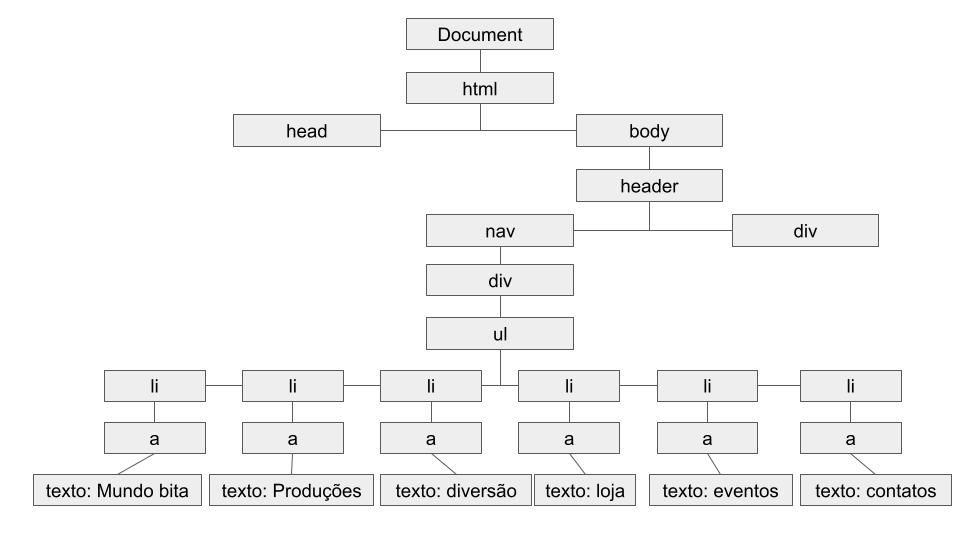 Document
html
head
body
header
nav
div
div
ul
li
li
li
li
li
li
a
a
a
a
a
a
texto: Mundo bita
texto: Produções
texto: diversão
texto: loja
texto: eventos
texto: contatos